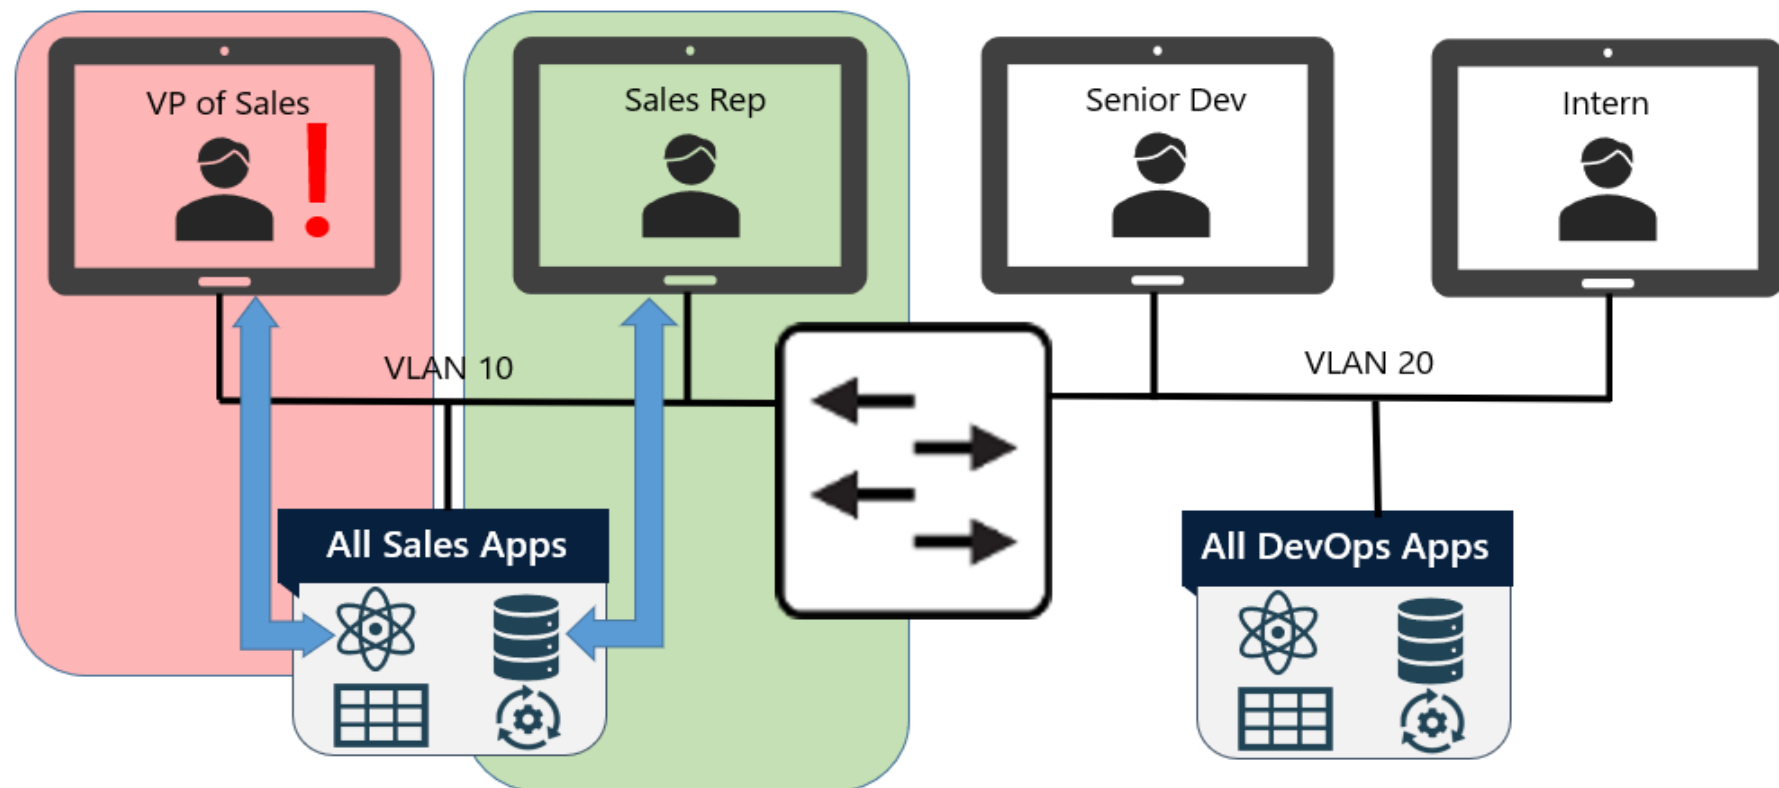 VP of Sales
Sales Rep
Senior Dev
Intern
VLAN 10
VLAN 20
All Sales Apps
All DevOps Apps